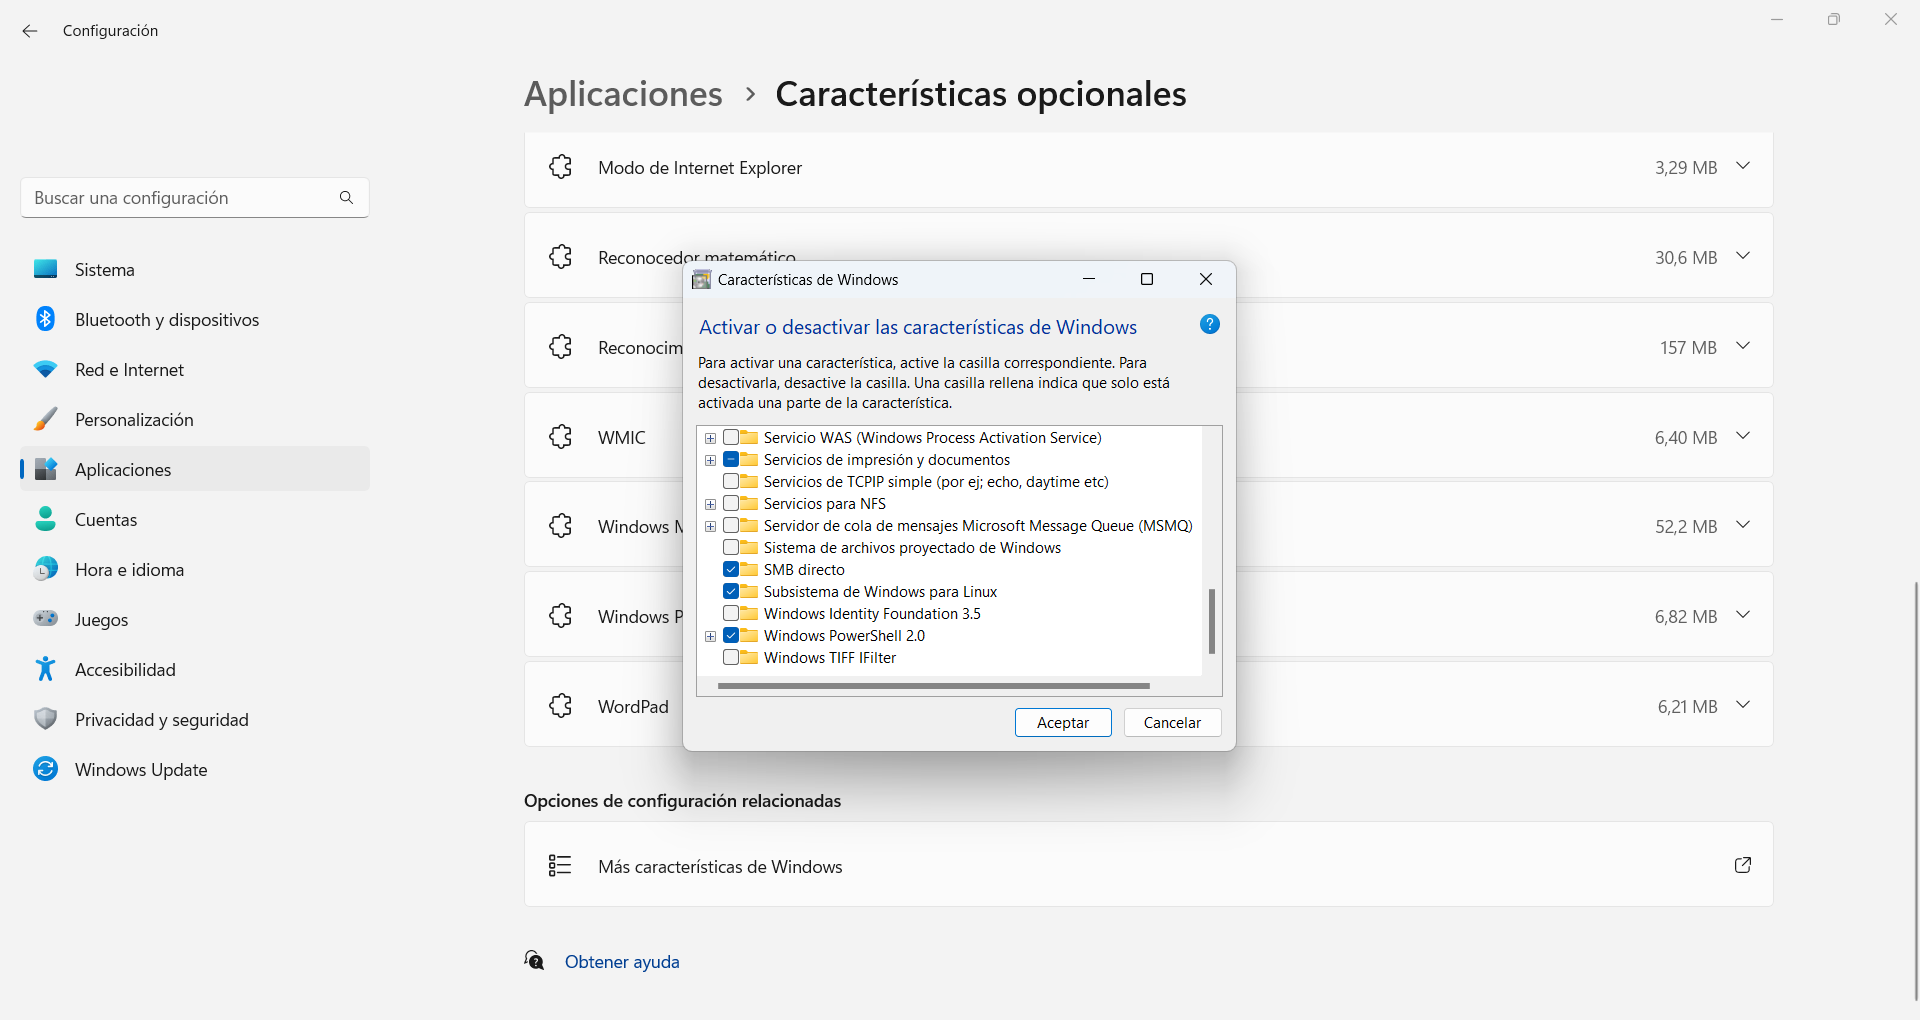 Configuración
Aplicaciones > Características opcionales
Buscar una configuración
Sistema
Bluetooth y dispositivos
Red e Internet
Personalización
Aplicaciones
Cuentas
Hora e idioma
Juegos
Accesibilidad
Privacidad y seguridad
Windows Update
Modo de Internet Explorer 3,29 MB
Reconocedor matemático 30,6 MB
Reconocim 157 MB
WMIC 6,40 MB
Windows M 52,2 MB
Windows P 6,82 MB
WordPad 6,21 MB
Características de Windows
Activar o desactivar las características de Windows
Para activar una característica, active la casilla correspondiente. Para
desactivarla, desactive la casilla. Una casilla rellena indica que solo está
activada una parte de la característica.
Servicio WAS (Windows Process Activation Service)
Servicios de impresión y documentos
Servicios de TCPIP simple (por ej; echo, daytime etc)
Servicios para NFS
Servidor de cola de mensajes Microsoft Message Queue (MSMQ)
Sistema de archivos proyectado de Windows
SMB directo
Subsistema de Windows para Linux
Windows Identity Foundation 3.5
Windows PowerShell 2.0
Windows TIFF IFilter
Aceptar Cancelar
Opciones de configuración relacionadas
Más características de Windows
Obtener ayuda